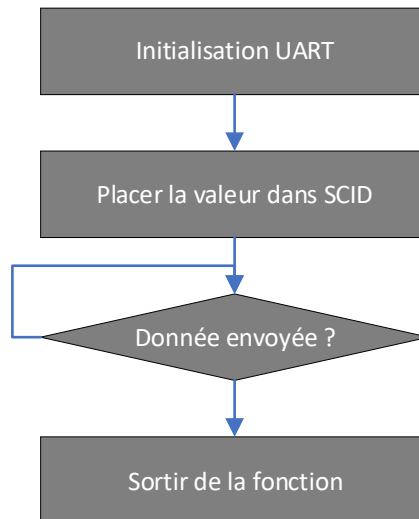 Initialisation UART
Placer la valeur dans SCID
Donnée envoyée ?
Sortir de la fonction